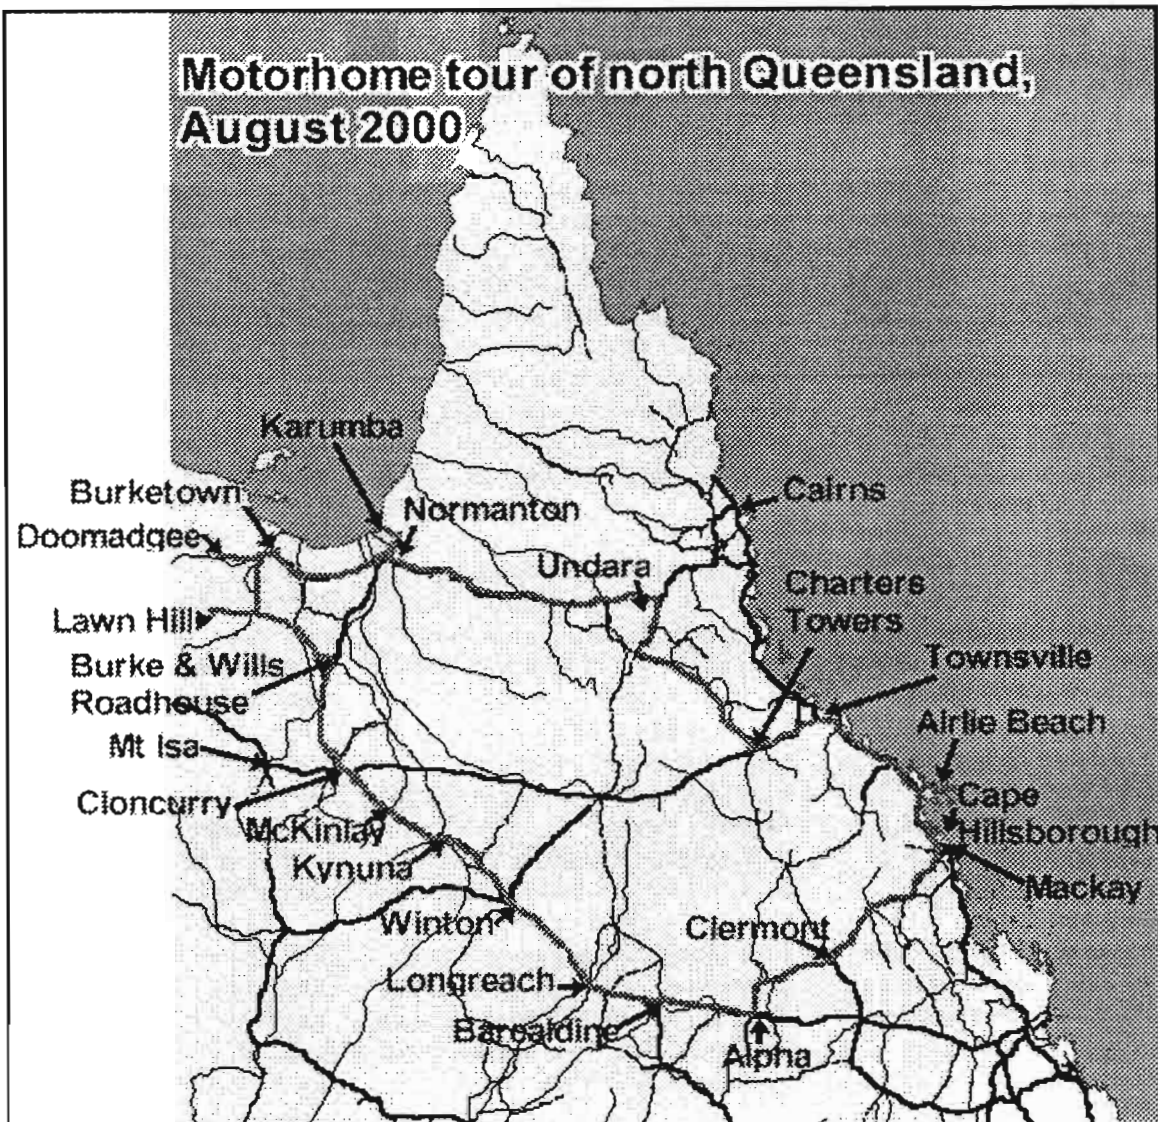 Motorhome tour of north Queensland,
August 2000
Karumba
Burketown
Normanton
Cairns
Doomadgee
Undara
Charters
Towers
Lawn Hill
Burke & Wills
Roadhouse
Townsville
Airlie Beach
Mt Isa
Cape
Hillsborough
Cloncurry
McKinlay
Kynuna
Mackay
Winton
Clermont
Longreach
Barcaldine
Alpha